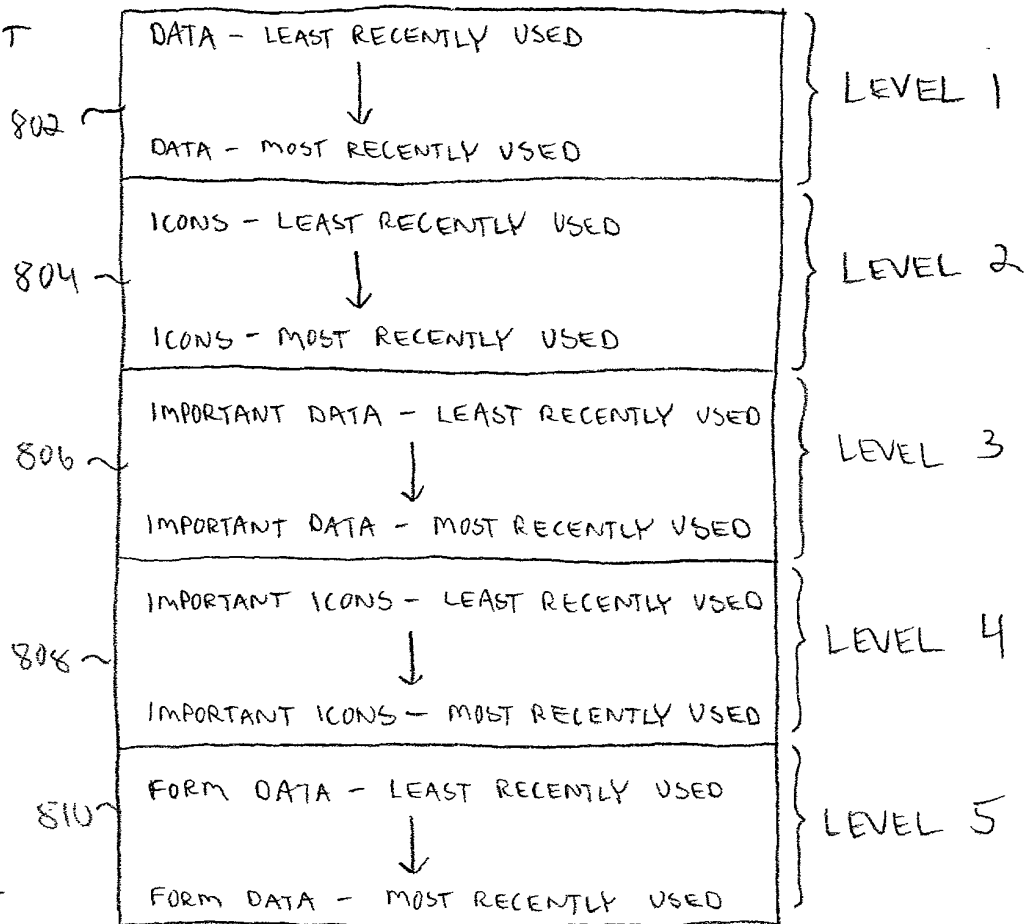 T
DATA - LEAST RECENTLY USED
802
DATA - MOST RECENTLY USED
LEVEL 1
ICONS - LEAST RECENTLY USED
804
ICONS - MOST RECENTLY USED
LEVEL 2
IMPORTANT DATA - LEAST RECENTLY USED
806
IMPORTANT DATA - MOST RECENTLY USED
LEVEL 3
IMPORTANT ICONS - LEAST RECENTLY USED
808
IMPORTANT ICONS - MOST RECENTLY USED
LEVEL 4
FORM DATA - LEAST RECENTLY USED
810
FORM DATA - MOST RECENTLY USED
LEVEL 5